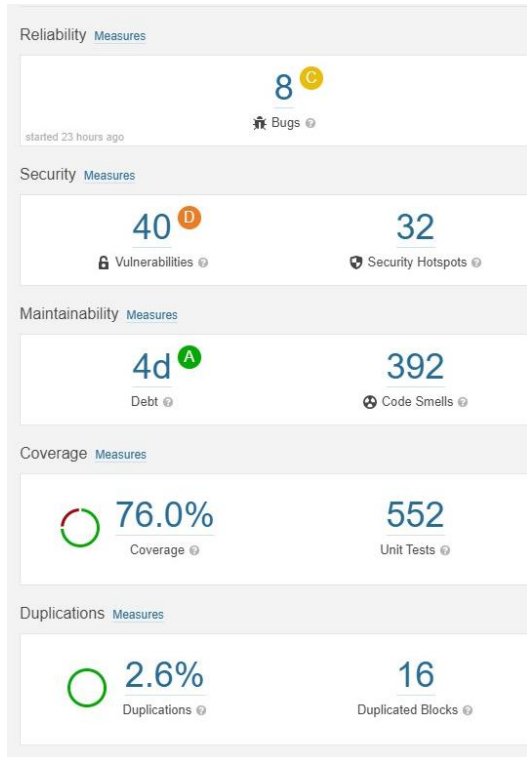 Reliability Measures
8 C
Bugs
started 23 hours ago
Security Measures
40 D 32
Vulnerabilities Security Hotspots
Maintainability Measures
4d A 392
Debt Code Smells
Coverage Measures
76.0% 552
Coverage Unit Tests
Duplications Measures
2.6% 16
Duplications Duplicated Blocks